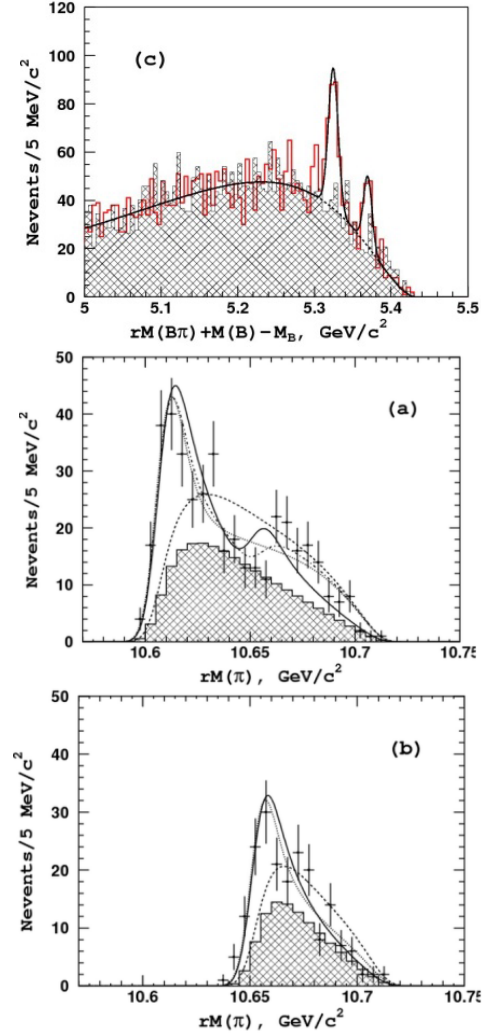 120
100
80
60
40
20
0
Nevents/5 MeV/c²
(c)
5 5.1 5.2 5.3 5.4 5.5
rM(Bπ)+M(B)-M_B, GeV/c²
50
40
30
20
10
0
Nevents/5 MeV/c²
(a)
10.6 10.65 10.7 10.75
rM(π), GeV/c²
50
40
30
20
10
0
Nevents/5 MeV/c²
(b)
10.6 10.65 10.7 10.75
rM(π), GeV/c²